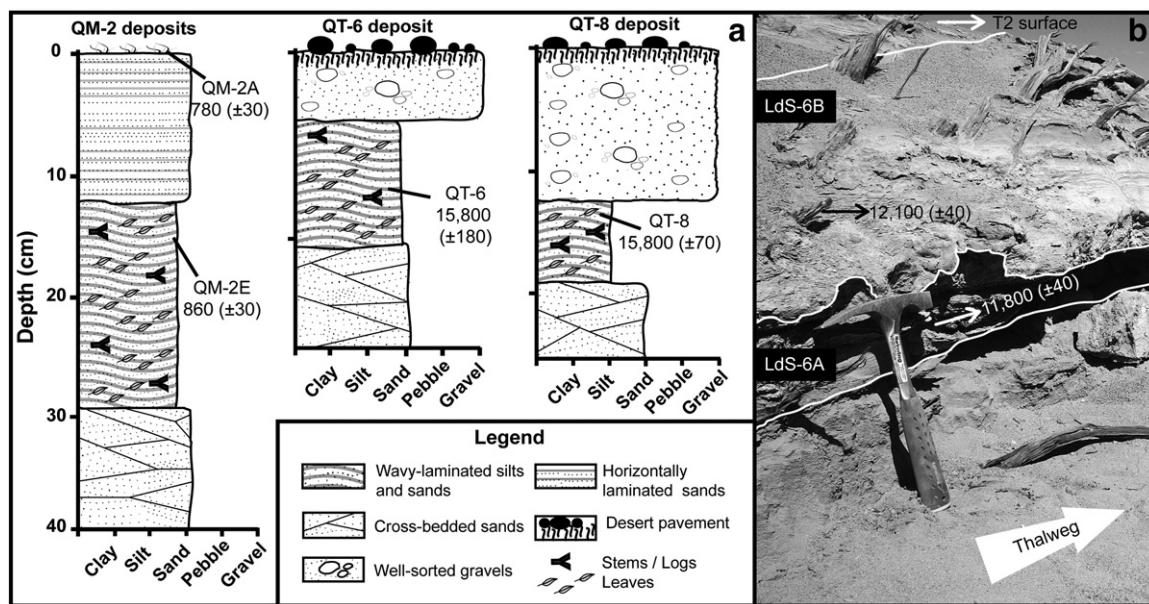 QM-2 deposits
QT-6 deposit
QT-8 deposit
a
0
10
20
30
40
Depth (cm)
QM-2A
780 (±30)
QM-2E
860 (±30)
Clay
Silt
Sand
Pebble
Gravel
QT-6
15,800
(±180)
Clay
Silt
Sand
Pebble
Gravel
QT-8
15,800 (±70)
Clay
Silt
Sand
Pebble
Gravel
Legend
Wavy-laminated silts
and sands
Horizontally
laminated sands
Cross-bedded sands
Desert pavement
Well-sorted gravels
Stems / Logs
Leaves
b
T2 surface
LdS-6B
12,100 (±40)
11,800 (±40)
LdS-6A
Thalweg